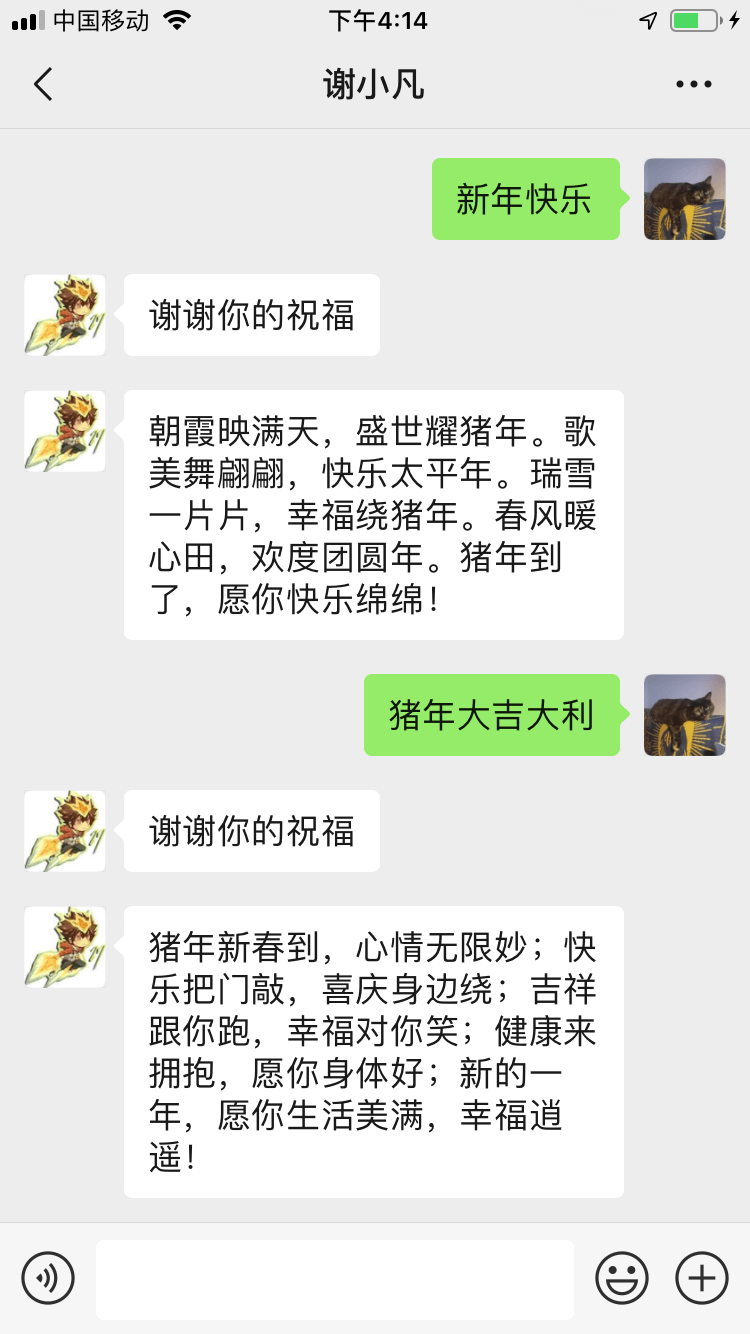 中国移动
下午4:14
谢小凡
新年快乐
谢谢你的祝福
朝霞映满天，盛世耀猪年。歌
美舞翩翩，快乐太平年。瑞雪
一片片，幸福绕猪年。春风暖
心田，欢度团圆年。猪年到
了，愿你快乐绵绵！
猪年大吉大利
谢谢你的祝福
猪年新春到，心情无限妙；快
乐把门敲，喜庆身边绕；吉祥
跟你跑，幸福对你笑；健康来
拥抱，愿你身体好；新的一
年，愿你生活美满，幸福逍
遥！